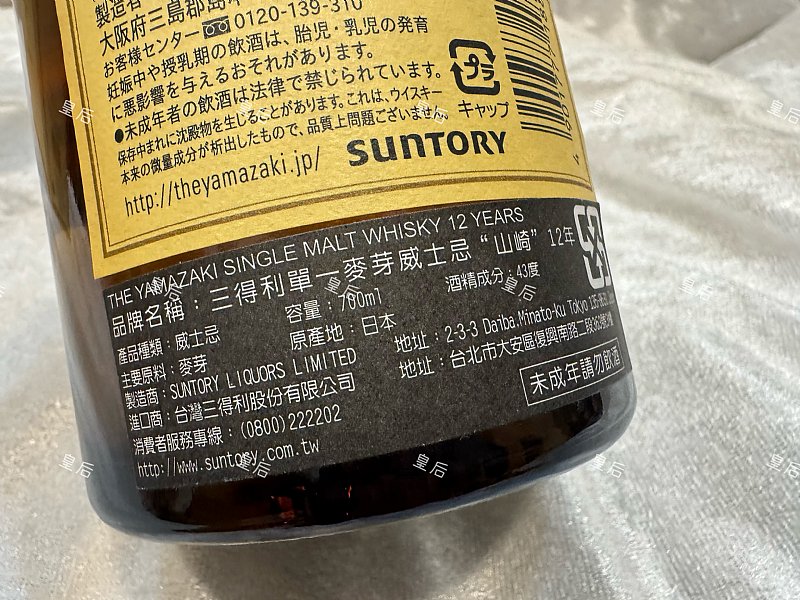 製造者
大阪府三島郡島本
お客様センター 0120-139-310
妊娠中や授乳期の飲酒は、胎児・乳児の発育
に悪影響を与えるおそれがあります。
●未成年者の飲酒は法律で禁じられています。
保存中まれに沈殿物を生じることがあります。これは、ウイスキー
本来の微量成分が析出したもので、品質上問題ございません。
プラ
キャップ
http://theyamazaki.jp/
SUNTORY
THE YAMAZAKI SINGLE MALT WHISKY 12 YEARS
品牌名稱：三得利單一麥芽威士忌“山崎” 12年
產品種類：威士忌
容量：700ml
酒精成分：43度
主要原料：麥芽
原產地：日本
製造商：SUNTORY LIQUORS LIMITED
地址：2-3-3 Daiba,Minato-ku Tokyo
進口商：台灣三得利股份有限公司
地址：台北市大安區復興南路二段
消費者服務專線：(0800)222202
http://www.suntory.com.tw
未成年請勿飲酒
皇后